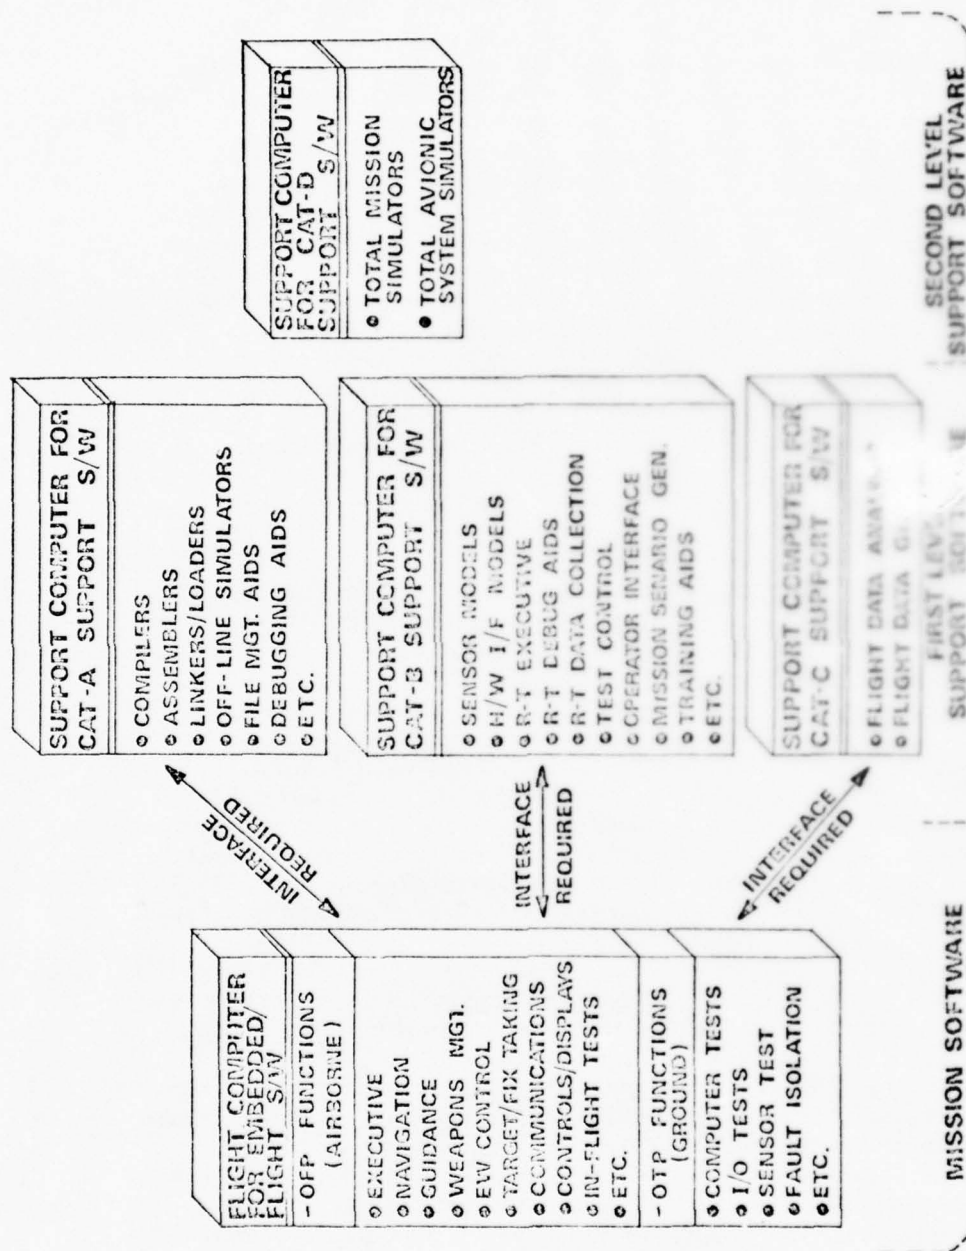 FLIGHT COMPUTER
FOR EMBEDDED/
FLIGHT S/W
- OFP FUNCTIONS
(AIRBORNE)
• EXECUTIVE
• NAVIGATION
• GUIDANCE
• WEAPONS MGT.
• EW CONTROL
• TARGET/FIX TAKING
• COMMUNICATIONS
• CONTROLS/DISPLAYS
• IN-FLIGHT TESTS
• ETC.
- OTP FUNCTIONS
(GROUND)
• COMPUTER TESTS
• I/O TESTS
• SENSOR TEST
• FAULT ISOLATION
• ETC.
MISSION SOFTWARE
INTERFACE
REQUIRED
INTERFACE
REQUIRED
INTERFACE
REQUIRED
SUPPORT COMPUTER FOR
CAT-A SUPPORT S/W
• COMPILERS
• ASSEMBLERS
• LINKERS/LOADERS
• OFF-LINE SIMULATORS
• FILE MGT. AIDS
• DEBUGGING AIDS
• ETC.
SUPPORT COMPUTER FOR
CAT-B SUPPORT S/W
• SENSOR MODELS
• H/W I/F MODELS
• R-T EXECUTIVE
• R-T DEBUG AIDS
• R-T DATA COLLECTION
• TEST CONTROL
• OPERATOR INTERFACE
• MISSION SENARIO GEN.
• TRAINING AIDS
• ETC.
SUPPORT COMPUTER FOR
CAT-C SUPPORT S/W
• FLIGHT DATA
• FLIGHT DATA
FIRST
SUPPORT
SUPPORT COMPUTER
FOR CAT-D
SUPPORT S/W
• TOTAL MISSION
SIMULATORS
• TOTAL AVIONIC
SYSTEM SIMULATORS
SECOND LEVEL
SUPPORT SOFTWARE